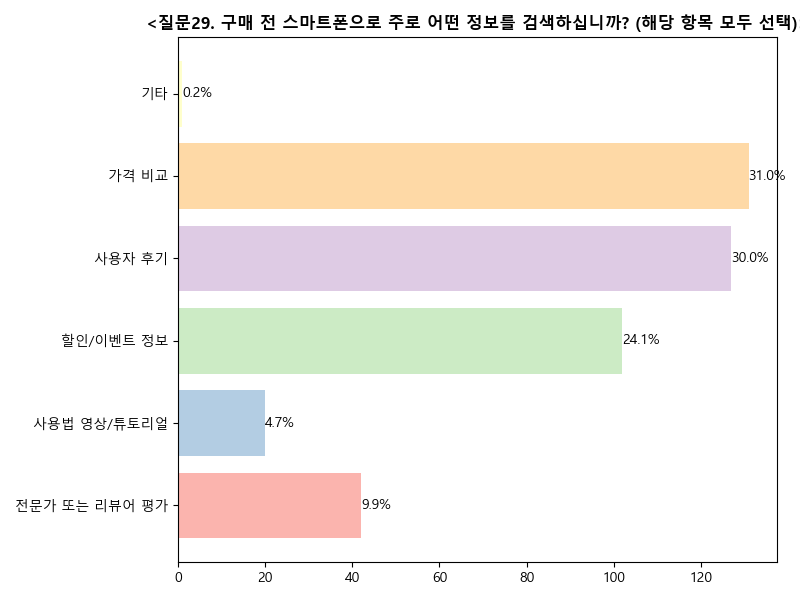 <질문29. 구매 전 스마트폰으로 주로 어떤 정보를 검색하십니까? (해당 항목 모두 선택)
기타
0.2%
가격 비교
31.0%
사용자 후기
30.0%
할인/이벤트 정보
24.1%
사용법 영상/튜토리얼
4.7%
전문가 또는 리뷰어 평가
9.9%
0 20 40 60 80 100 120